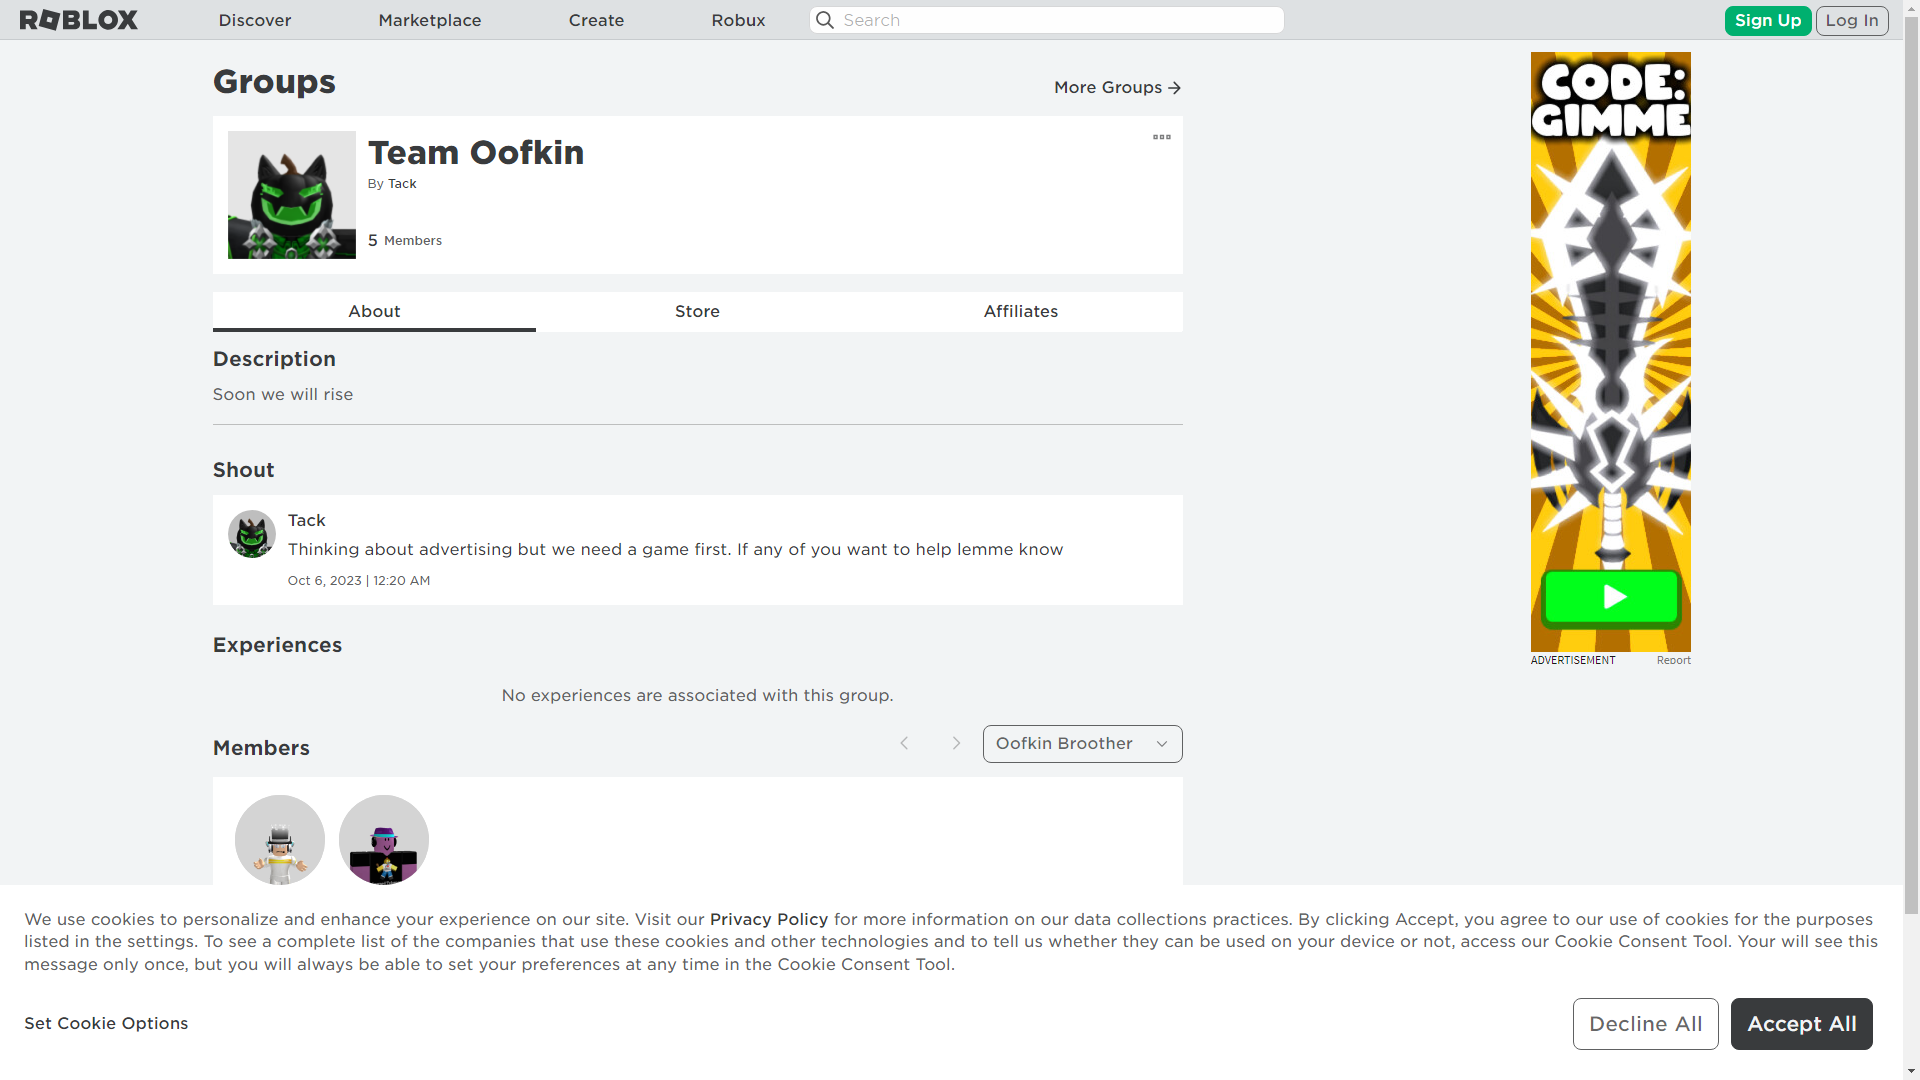 ROBLOX
Discover
Marketplace
Create
Robux
Search
Sign Up
Log In
Groups
More Groups
Team Oofkin
By Tack
5 Members
About
Store
Affiliates
Description
Soon we will rise
Shout
Tack
Thinking about advertising but we need a game first. If any of you want to help lemme know
Oct 6, 2023 | 12:20 AM
Experiences
No experiences are associated with this group.
Members
Oofkin Broother
CODE:
GIMME
ADVERTISEMENT
Report
We use cookies to personalize and enhance your experience on our site. Visit our Privacy Policy for more information on our data collections practices. By clicking Accept, you agree to our use of cookies for the purposes
listed in the settings. To see a complete list of the companies that use these cookies and other technologies and to tell us whether they can be used on your device or not, access our Cookie Consent Tool. Your will see this
message only once, but you will always be able to set your preferences at any time in the Cookie Consent Tool.
Set Cookie Options
Decline All
Accept All